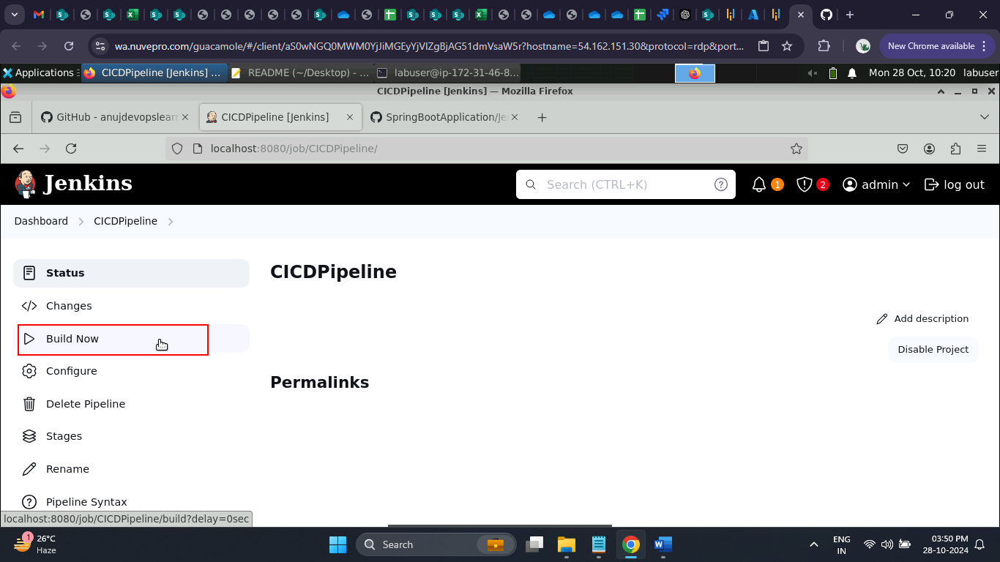 wa.nuvepro.com/guacamole/#/client/aS0wNGQ0MWM0YjJiMGEyYjVlZgBjAG51dmVsaW5r?hostname=54.162.151.30&protocol=rdp&port...
New Chrome available
Applications
CICDPipeline [Jenkins] ...
README (~/Desktop) - ...
labuser@ip-172-31-46-8...
Mon 28 Oct, 10:20
labuser
CICDPipeline [Jenkins] — Mozilla Firefox
GitHub - anujdevopslearn
CICDPipeline [Jenkins]
SpringBootApplication/Je
localhost:8080/job/CICDPipeline/
Jenkins
Search (CTRL+K)
1
2
admin
log out
Dashboard
CICDPipeline
Status
CICDPipeline
Changes
Add description
Build Now
Disable Project
Configure
Permalinks
Delete Pipeline
Stages
Rename
Pipeline Syntax
localhost:8080/job/CICDPipeline/build?delay=0sec
1
26°C
Haze
Search
ENG
IN
03:50 PM
28-10-2024